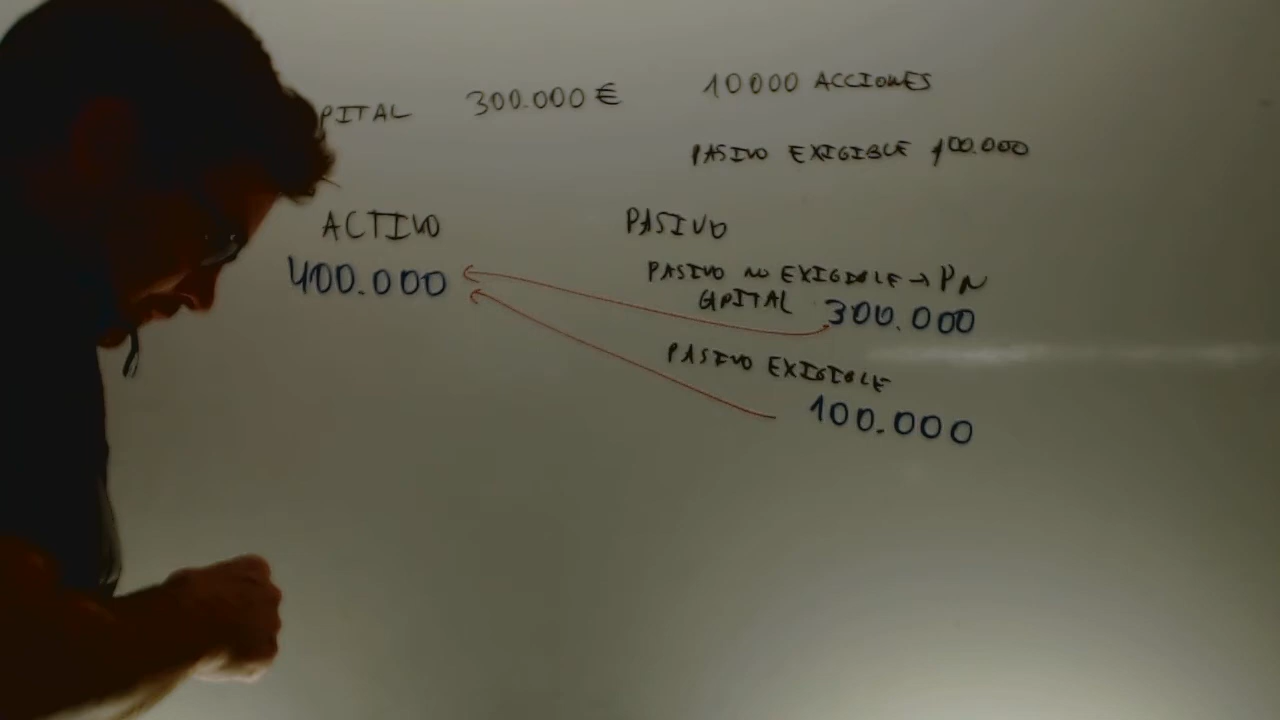 PITAL 300.000 € 10000 ACCIONES
PASIVO EXIGIBLE 100.000
ACTIVO PASIVO
400.000 PASIVO NO EXIGIBLE → PN
CAPITAL 300.000
PASIVO EXIGIBLE
100.000